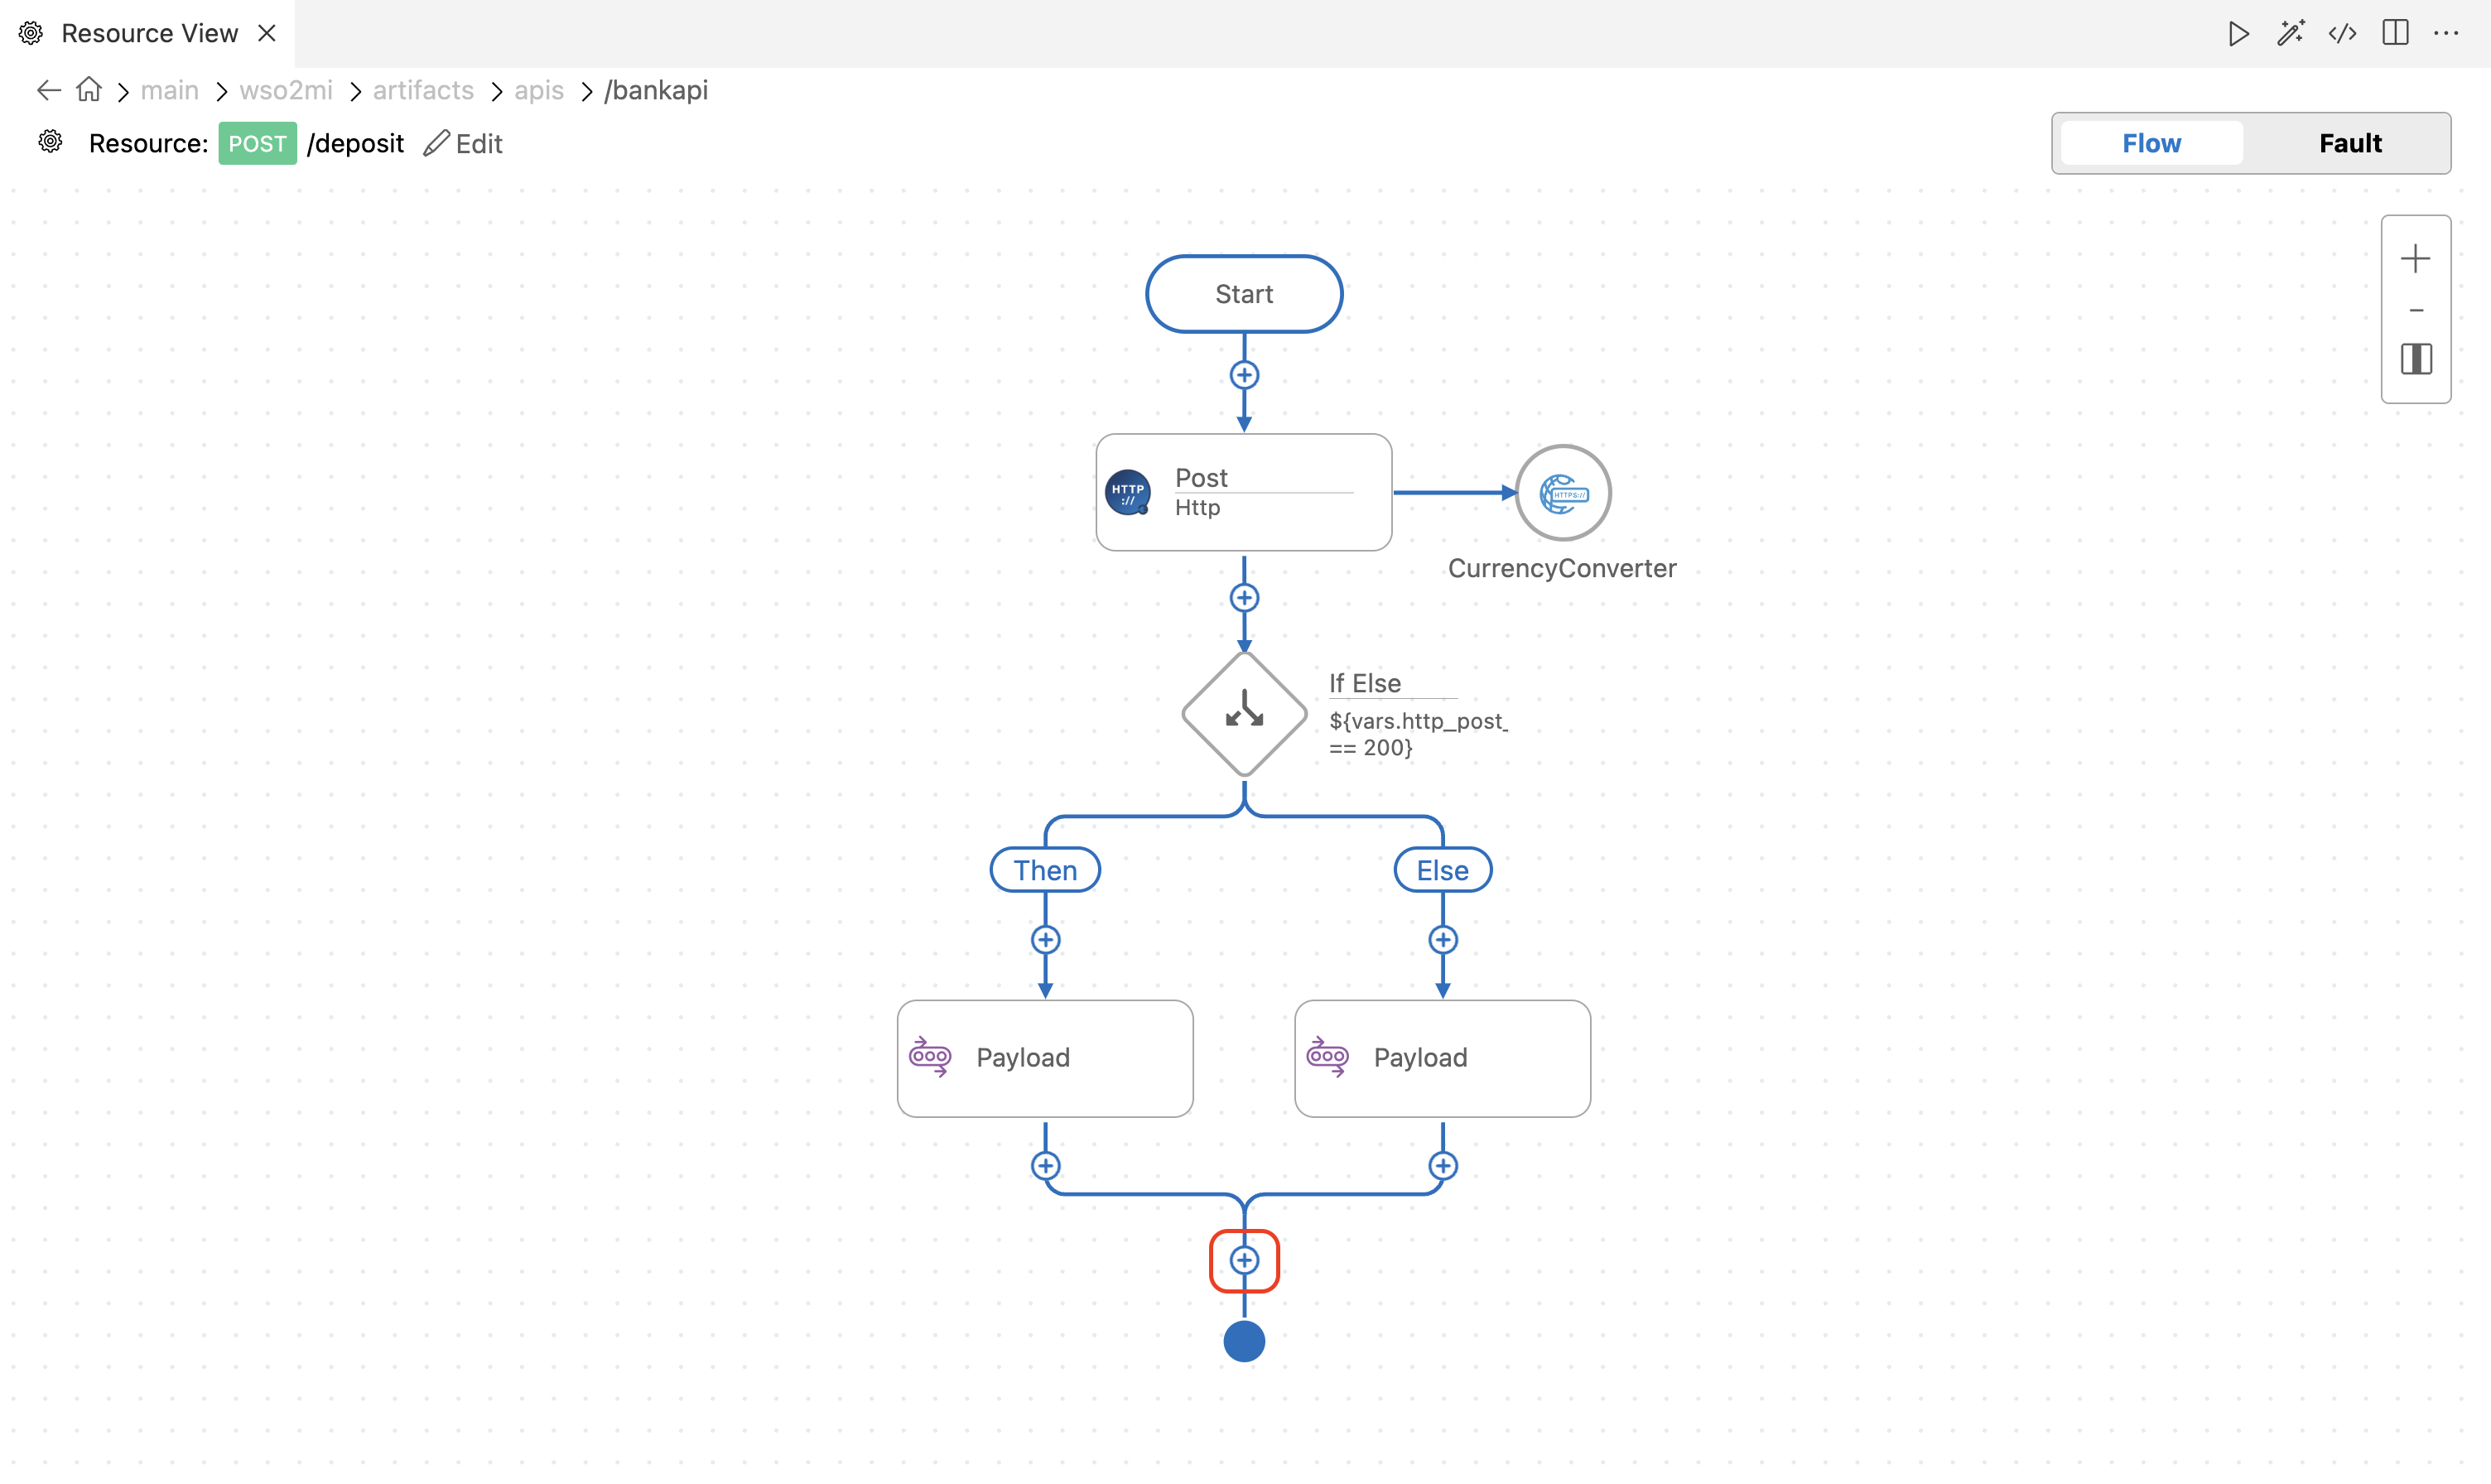 Resource View
main
wso2mi
artifacts
apis
/bankapi
Resource: POST /deposit Edit
Flow
Fault
Start
HTTP
://
Post
Http
HTTPS://
CurrencyConverter
If Else
${vars.http_post_
== 200}
Then
Else
Payload
Payload